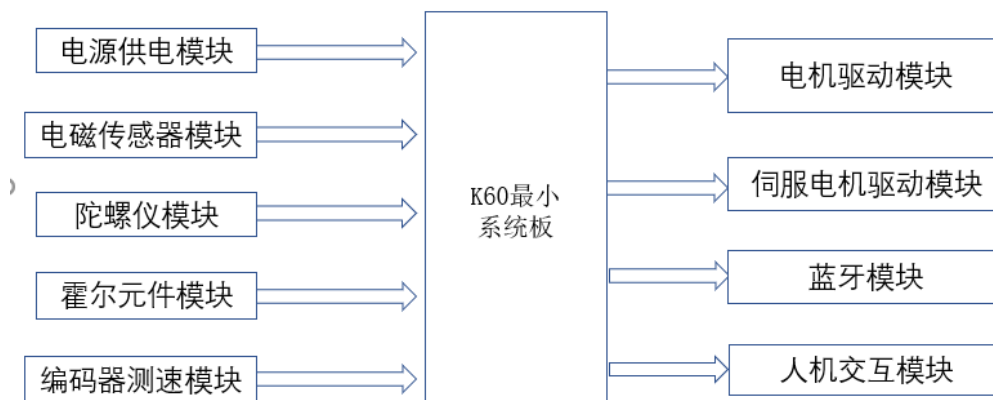 电源供电模块
电磁传感器模块
陀螺仪模块
霍尔元件模块
编码器测速模块
K60最小
系统板
电机驱动模块
伺服电机驱动模块
蓝牙模块
人机交互模块